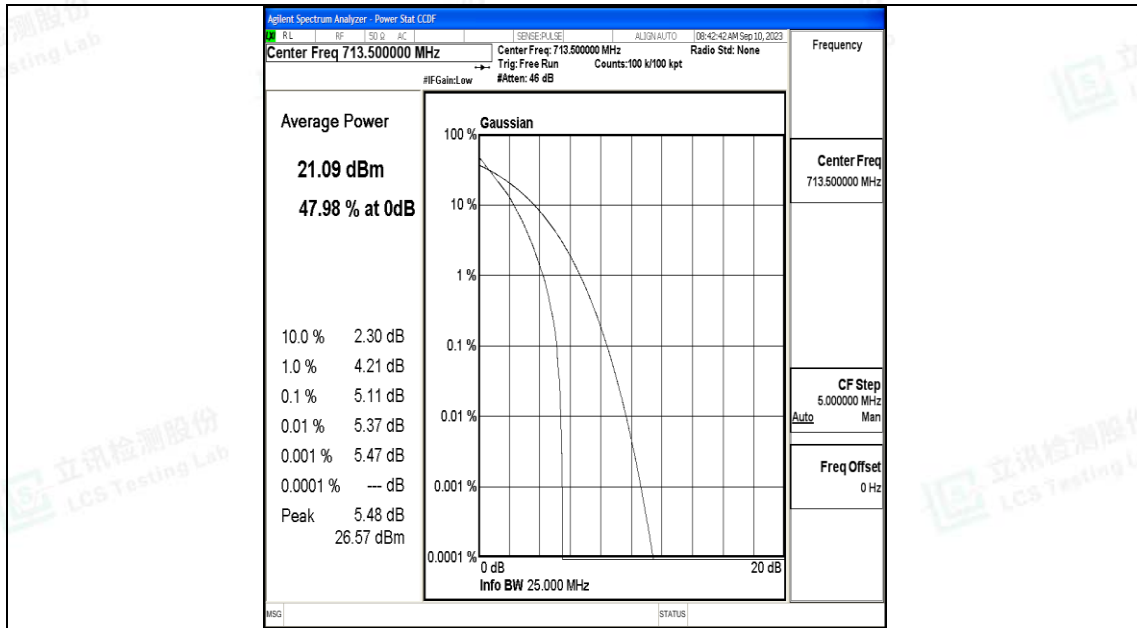 Agilent Spectrum Analyzer - Power Stat CCDF
RL RF 50 Ω AC SENSE:PULSE ALIGN AUTO 08:42:42 AM Sep 10, 2023
Center Freq 713.500000 MHz
Center Freq: 713.500000 MHz Radio Std: None
Trig: Free Run Counts:100 k/100 kpt
#IFGain:Low #Atten: 46 dB
Frequency
Average Power
21.09 dBm
47.98 % at 0dB
10.0 % 2.30 dB
1.0 % 4.21 dB
0.1 % 5.11 dB
0.01 % 5.37 dB
0.001 % 5.47 dB
0.0001 % --- dB
Peak 5.48 dB
26.57 dBm
Gaussian
100 %
10 %
1 %
0.1 %
0.01 %
0.001 %
0.0001 %
0 dB 20 dB
Info BW 25.000 MHz
Center Freq
713.500000 MHz
CF Step
5.000000 MHz
Auto Man
Freq Offset
0 Hz
MSG STATUS
立讯检测股份
LCS Testing Lab
立讯检测股份